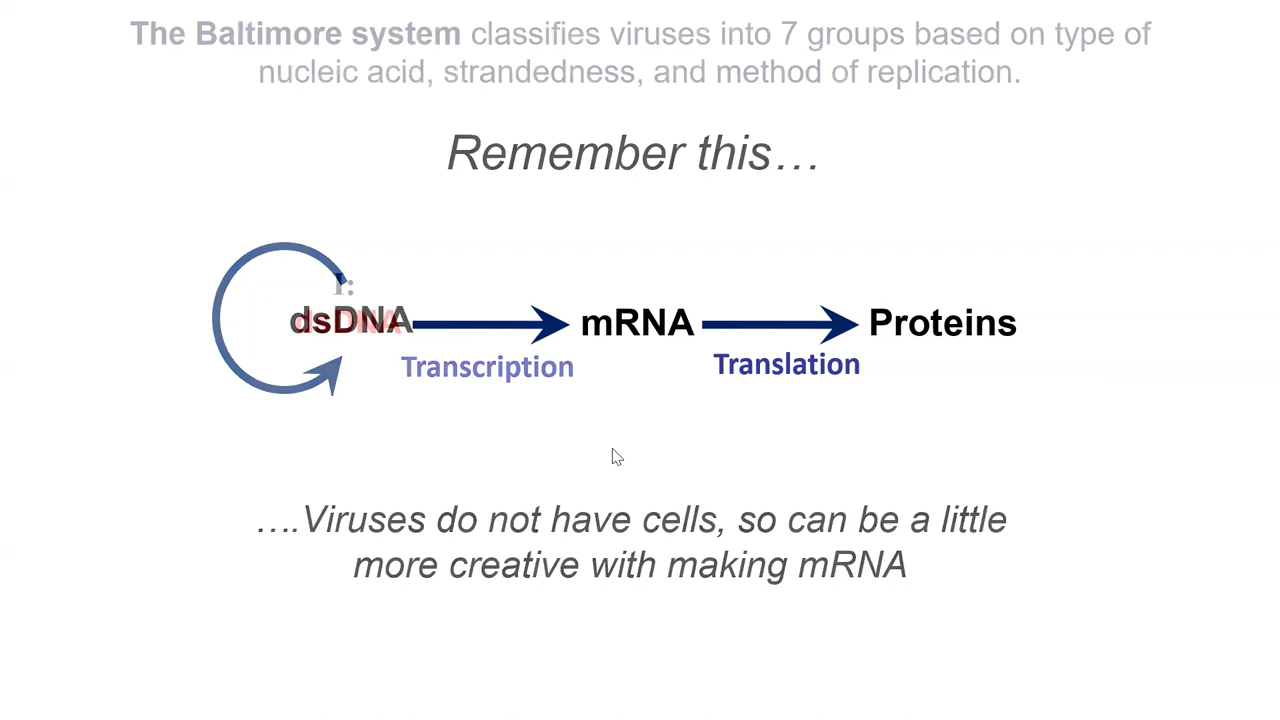 The Baltimore system classifies viruses into 7 groups based on type of
nucleic acid, strandedness, and method of replication.
Remember this…
I:
dsDNA dsDNA mRNA Proteins
Transcription Translation
….Viruses do not have cells, so can be a little
more creative with making mRNA